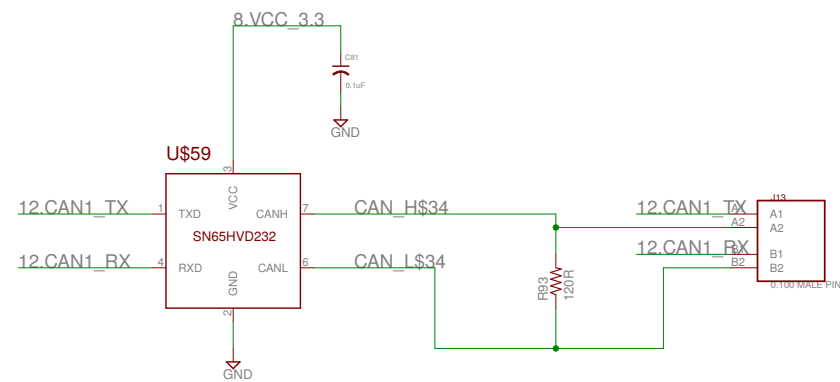 8.VCC_3.3
C81
0.1uF
GND
U$59
3
VCC
12.CAN1_TX
1
TXD
CANH
7
CAN_H$34
SN65HVD232
12.CAN1_RX
4
RXD
CANL
6
CAN_L$34
GND
2
GND
R93
120R
J13
12.CAN1_TX
A1
A1
A2
A2
12.CAN1_RX
B1
B1
B2
B2
0.100 MALE PIN